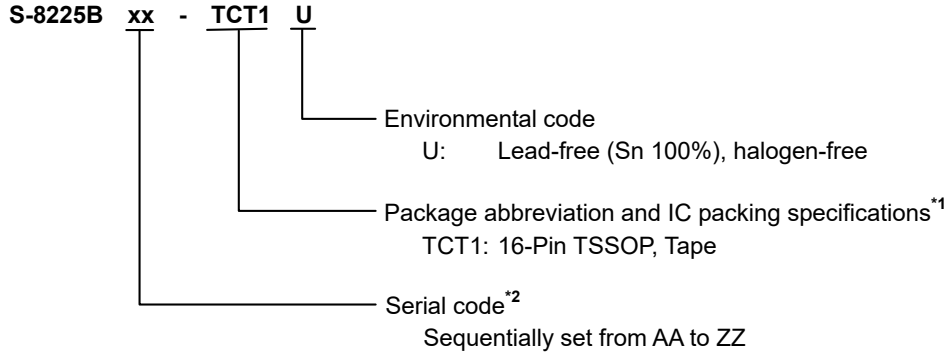 S-8225B xx - TCT1 U
Environmental code
U: Lead-free (Sn 100%), halogen-free
Package abbreviation and IC packing specifications*1
TCT1: 16-Pin TSSOP, Tape
Serial code*2
Sequentially set from AA to ZZ